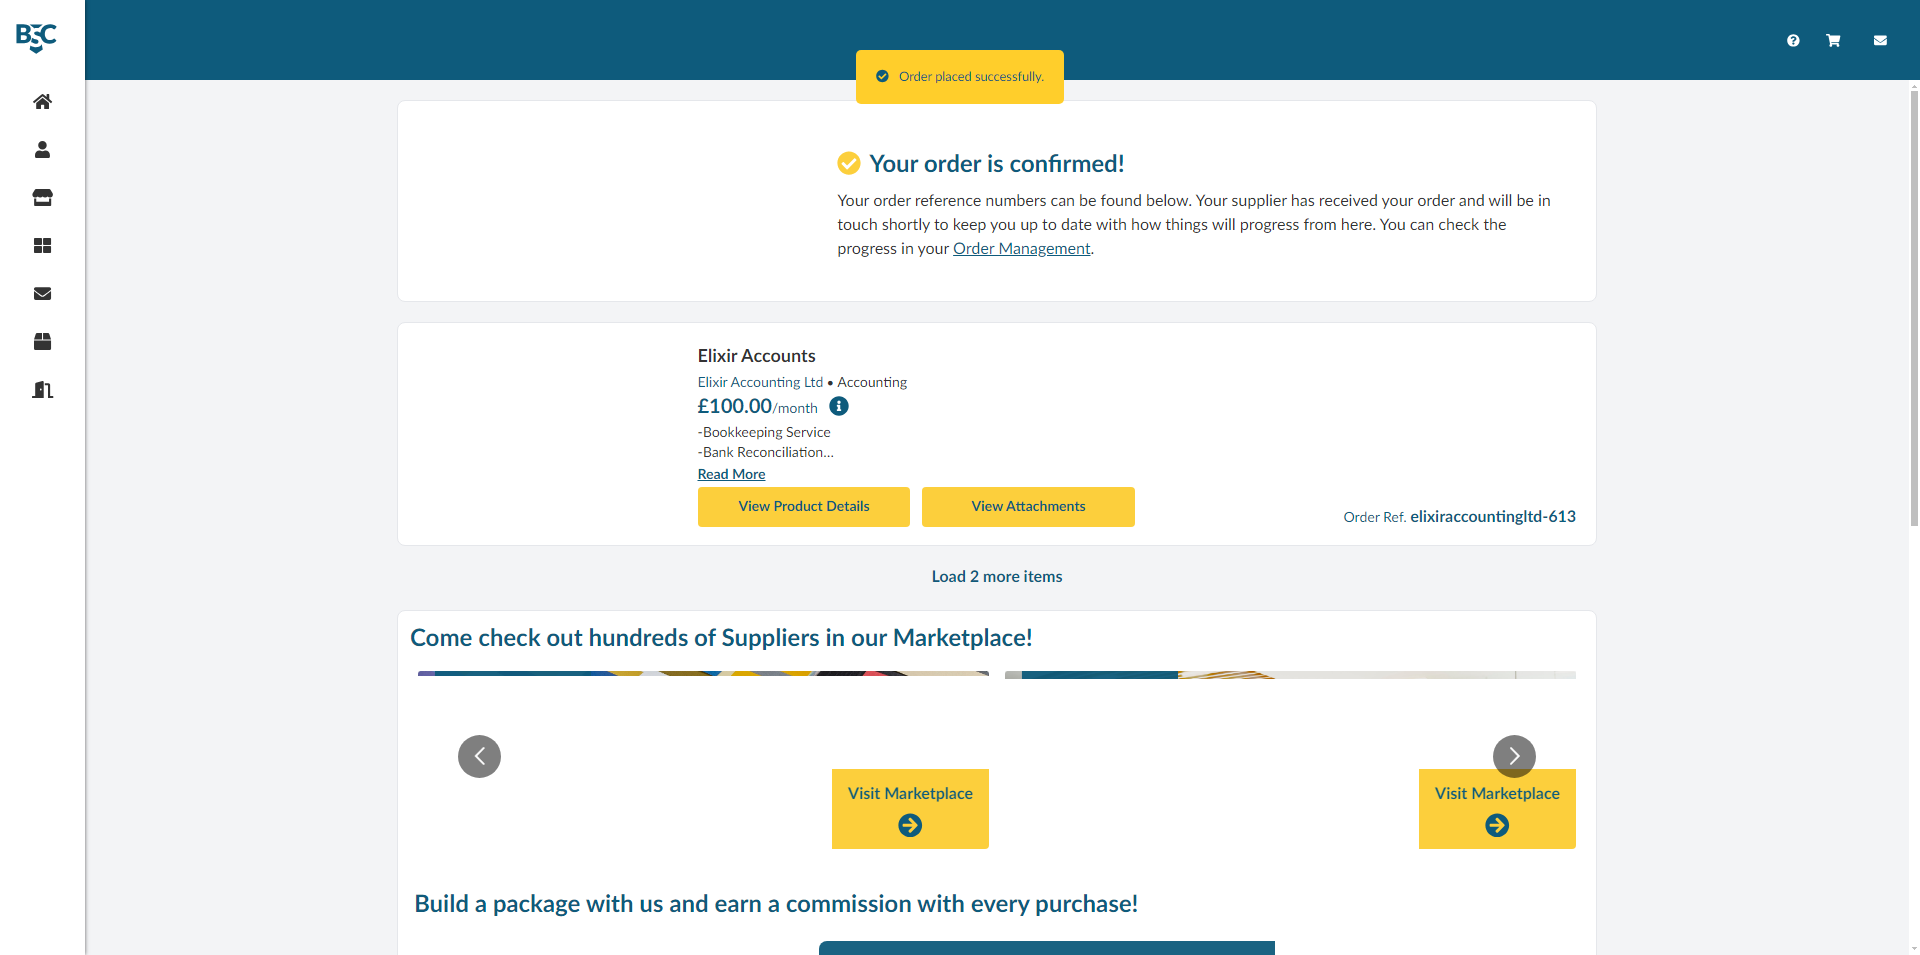 BSC
Order placed successfully.
Your order is confirmed!
Your order reference numbers can be found below. Your supplier has received your order and will be in
touch shortly to keep you up to date with how things will progress from here. You can check the
progress in your Order Management.
Elixir Accounts
Elixir Accounting Ltd • Accounting
£100.00/month
-Bookkeeping Service
-Bank Reconciliation...
Read More
View Product Details
View Attachments
Order Ref. elixiraccountingltd-613
Load 2 more items
Come check out hundreds of Suppliers in our Marketplace!
Visit Marketplace
Visit Marketplace
Build a package with us and earn a commission with every purchase!